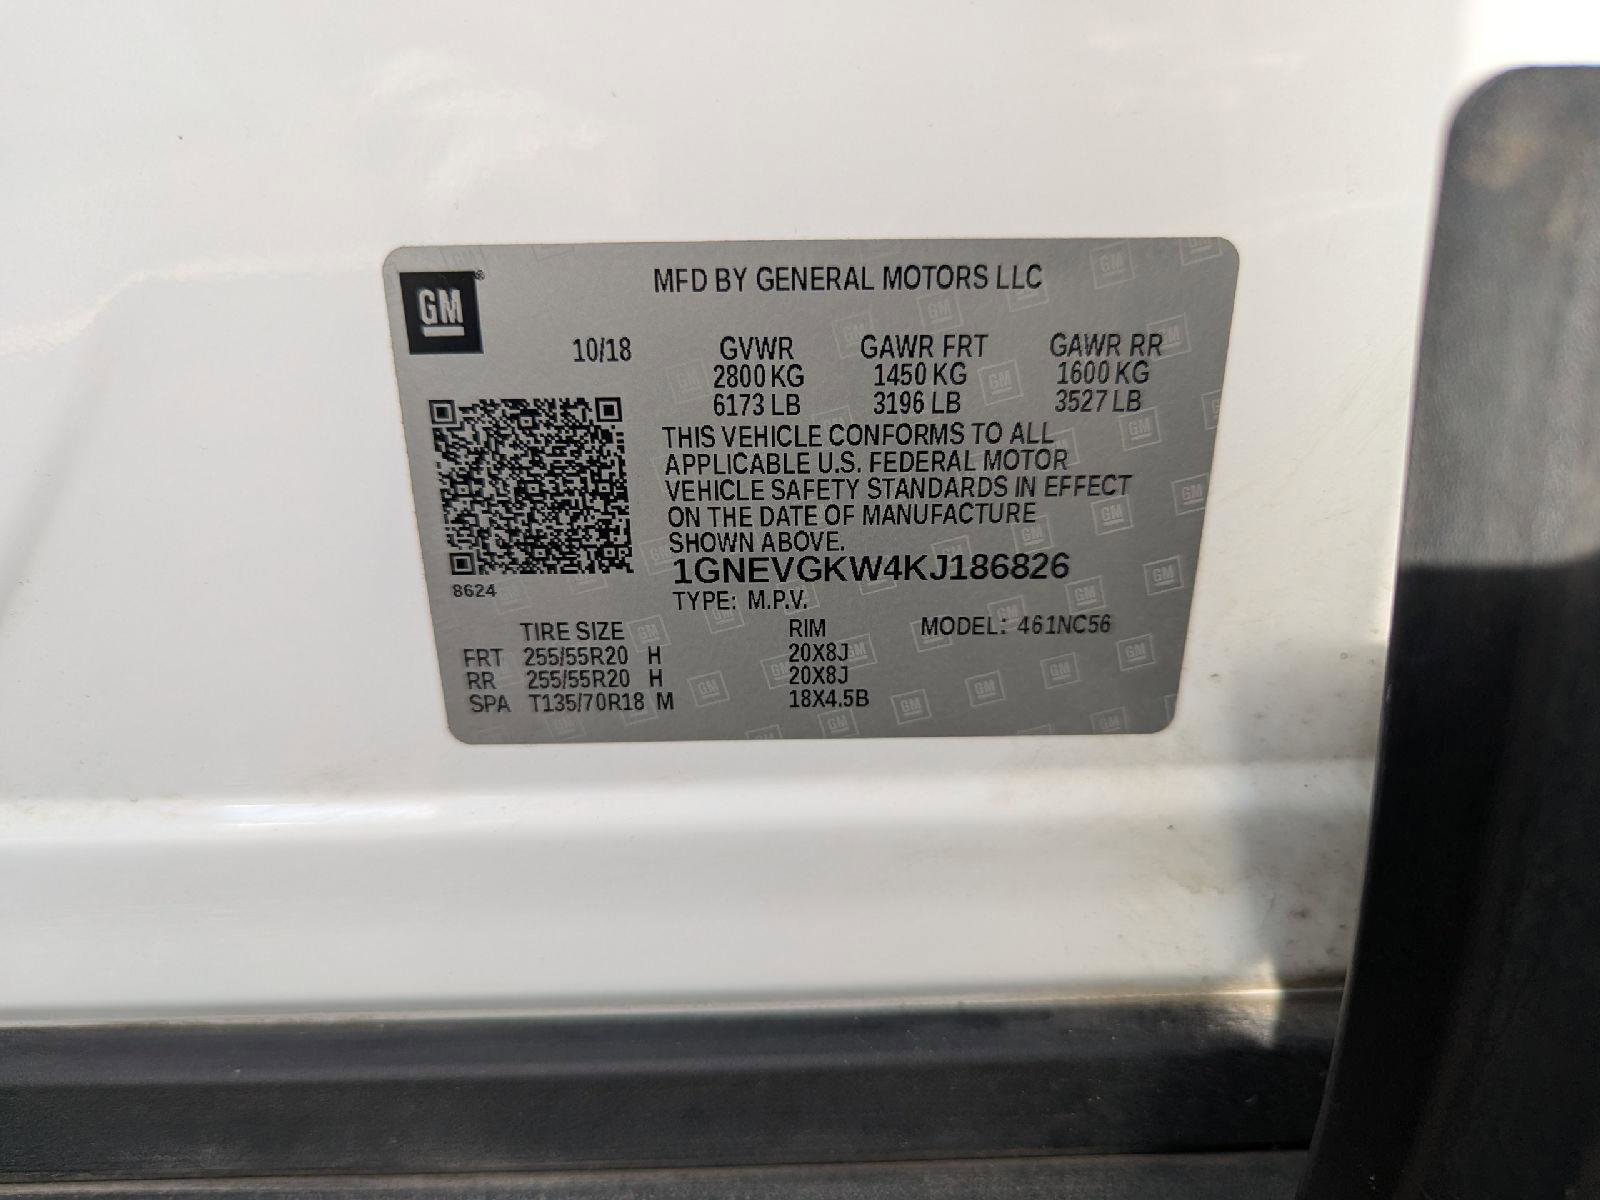 GM
MFD BY GENERAL MOTORS LLC
10/18
GVWR GAWR FRT GAWR RR
2800 KG 1450 KG 1600 KG
6173 LB 3196 LB 3527 LB
THIS VEHICLE CONFORMS TO ALL
APPLICABLE U.S. FEDERAL MOTOR
VEHICLE SAFETY STANDARDS IN EFFECT
ON THE DATE OF MANUFACTURE
SHOWN ABOVE.
1GNEVGKW4KJ186826
8624
TYPE: M.P.V.
TIRE SIZE RIM MODEL: 461NC56
FRT 255/55R20 H 20X8J
RR 255/55R20 H 20X8J
SPA T135/70R18 M 18X4.5B